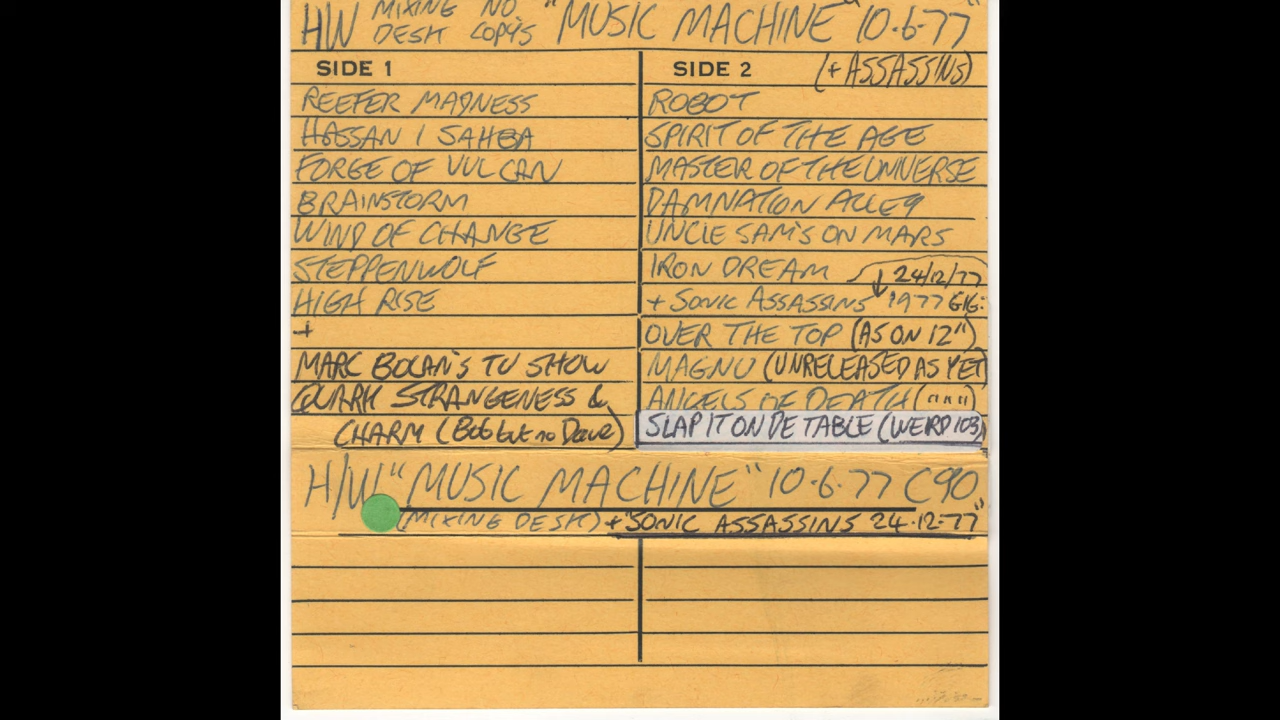 H/W MIXING DESK NO COPYS "MUSIC MACHINE" 10.6.77
SIDE 1
REEFER MADNESS
HASSAN I SAHBA
FORGE OF VULCAN
BRAINSTORM
WIND OF CHANGE
STEPPENWOLF
HIGH RISE
+
MARC BOLAN'S TV SHOW
QUARK STRANGENESS &
CHARM (Bob but no Dave)
SIDE 2 (+ ASSASSINS)
ROBOT
SPIRIT OF THE AGE
MASTER OF THE UNIVERSE
DAMNATION ALLEY
UNCLE SAM'S ON MARS
IRON DREAM 24/12/77
+ SONIC ASSASSINS ↓ 1977 GIG:
OVER THE TOP (AS ON 12")
MAGNU (UNRELEASED AS YET)
ANGELS OF DEATH (" " " ")
SLAP IT ON DE TABLE (WEIRD 103)
H/W "MUSIC MACHINE" 10.6.77 C90
(MIXING DESK) + "SONIC ASSASSINS 24.12.77"